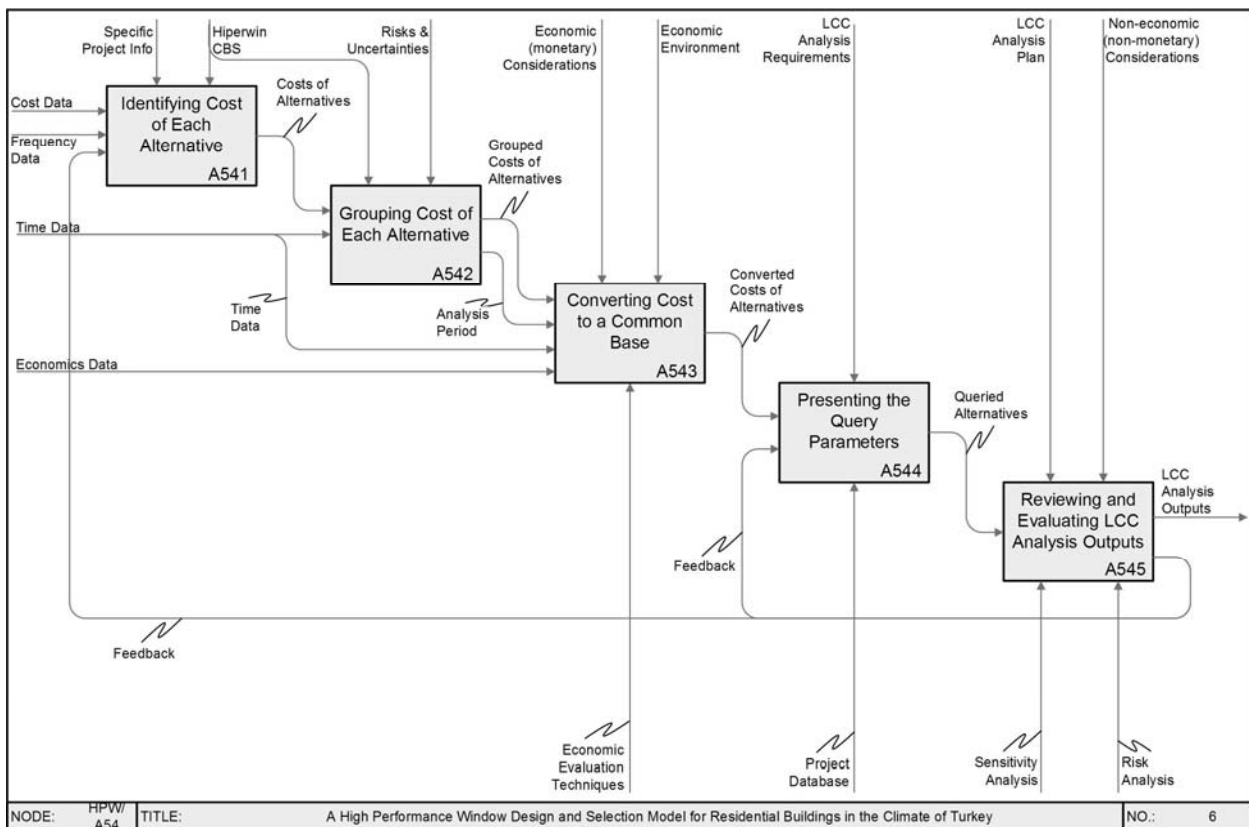 Specific
Project Info
Hiperwin
CBS
Risks &
Uncertainties
Economic
(monetary)
Considerations
Economic
Environment
LCC
Analysis
Requirements
LCC
Analysis
Plan
Non-economic
(non-monetary)
Considerations
Cost Data
Frequency
Data
Identifying Cost
of Each
Alternative
A541
Costs of
Alternatives
Time Data
Grouping Cost of
Each Alternative
A542
Grouped
Costs of
Alternatives
Time
Data
Analysis
Period
Economics Data
Converting Cost
to a Common
Base
A543
Converted
Costs of
Alternatives
Presenting the
Query
Parameters
A544
Queried
Alternatives
Reviewing and
Evaluating LCC
Analysis Outputs
A545
LCC
Analysis
Outputs
Feedback
Feedback
Economic
Evaluation
Techniques
Project
Database
Sensitivity
Analysis
Risk
Analysis
NODE: HPW/
A54
TITLE: A High Performance Window Design and Selection Model for Residential Buildings in the Climate of Turkey
NO.: 6